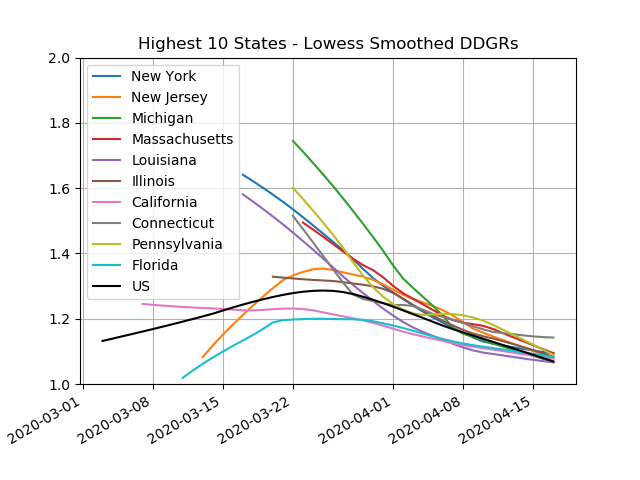 Highest 10 States - Lowess Smoothed DDGRs
2.0
1.8
1.6
1.4
1.2
1.0
New York
New Jersey
Michigan
Massachusetts
Louisiana
Illinois
California
Connecticut
Pennsylvania
Florida
US
2020-03-01
2020-03-08
2020-03-15
2020-03-22
2020-04-01
2020-04-08
2020-04-15